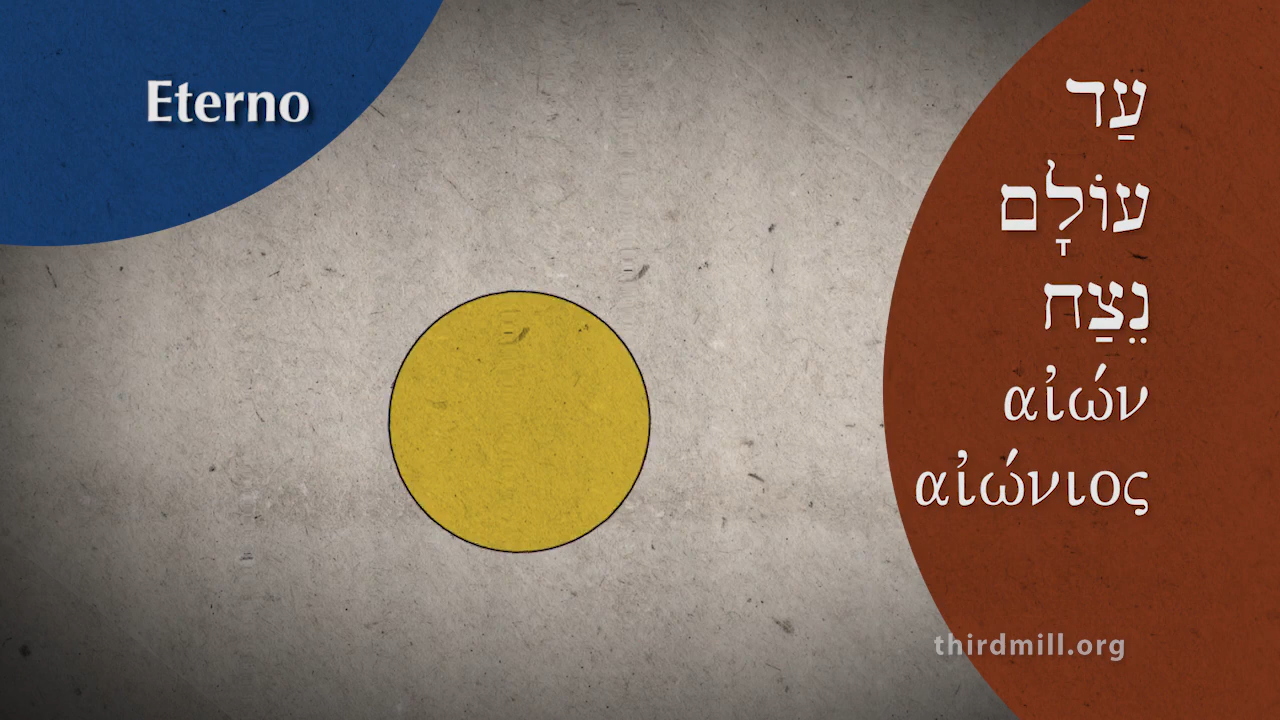 Eterno
עַד
עוֹלָם
נֵצַח
αἰών
αἰώνιος
thirdmill.org